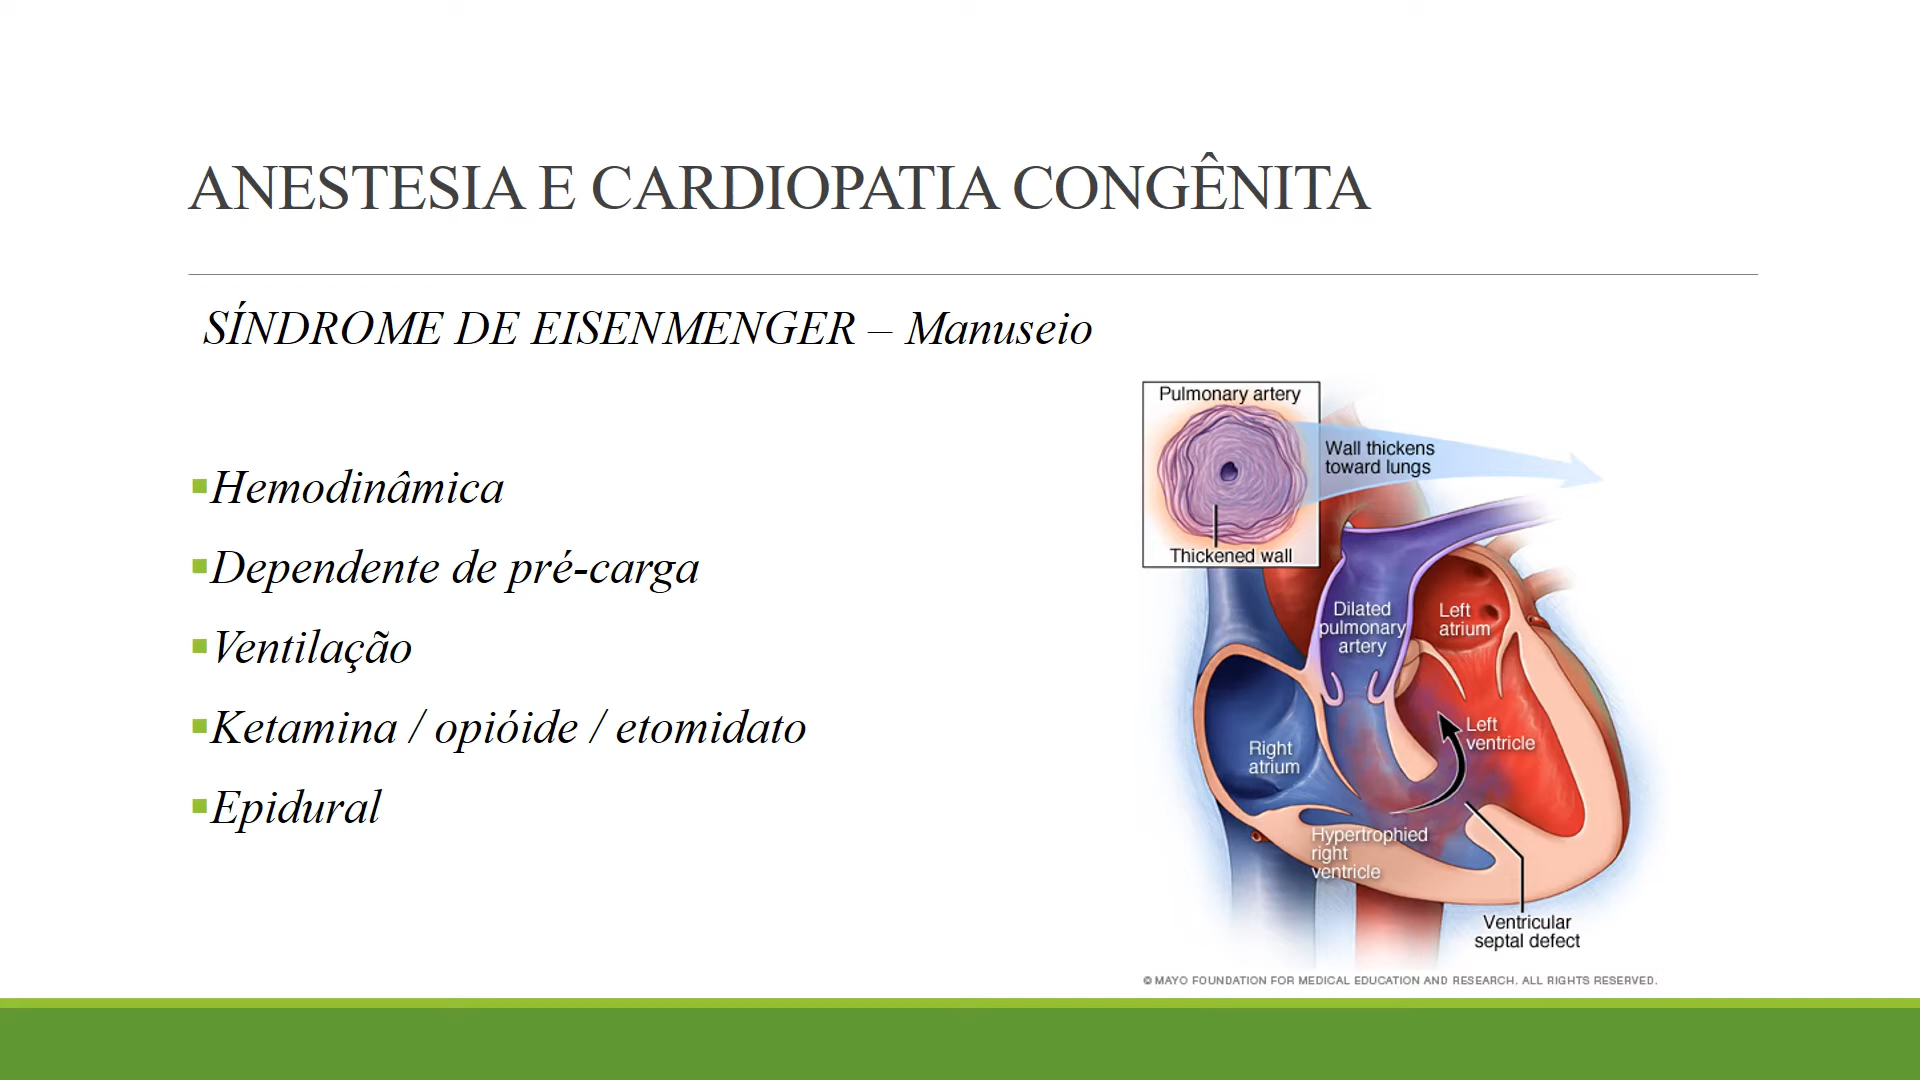 ANESTESIA E CARDIOPATIA CONGÊNITA
SÍNDROME DE EISENMENGER – Manuseio
Hemodinâmica
Dependente de pré-carga
Ventilação
Ketamina / opióide / etomidato
Epidural
Pulmonary artery
Wall thickens
toward lungs
Thickened wall
Dilated
pulmonary
artery
Left
atrium
Left
ventricle
Right
atrium
Hypertrophied
right
ventricle
Ventricular
septal defect
© MAYO FOUNDATION FOR MEDICAL EDUCATION AND RESEARCH. ALL RIGHTS RESERVED.